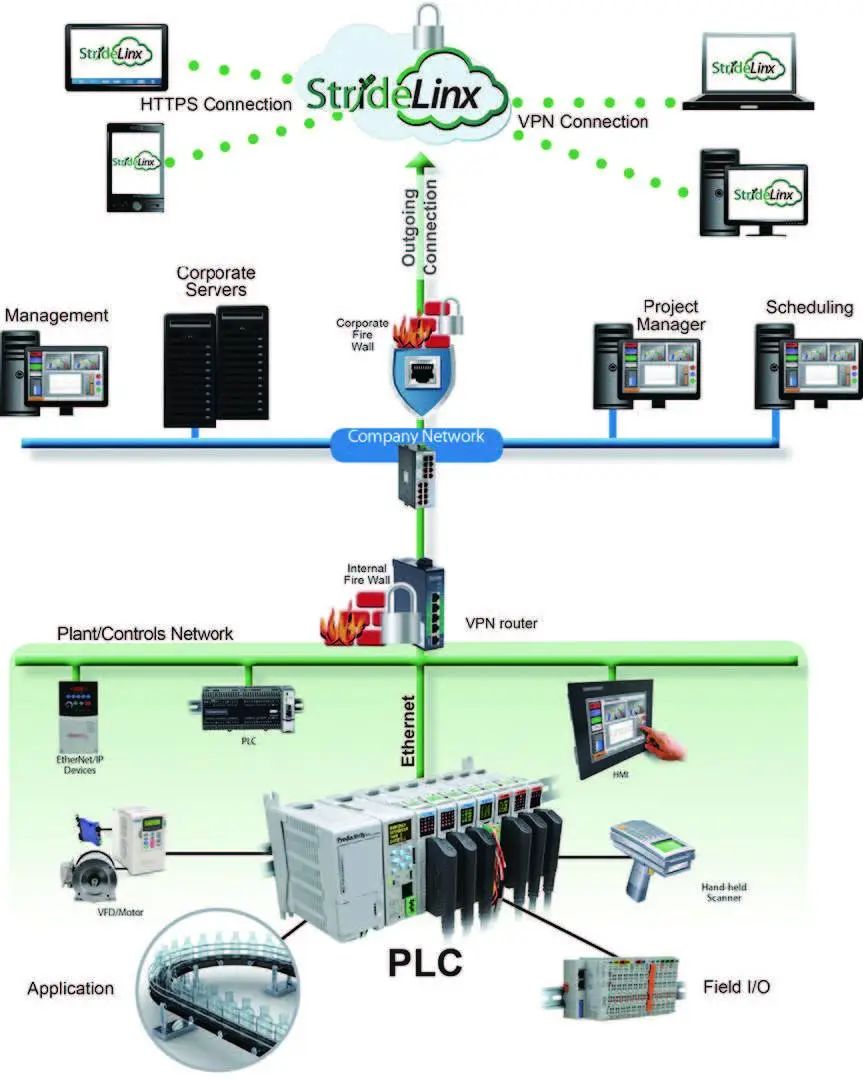 StrideLinx
StrideLinx
StrideLinx
HTTPS Connection
VPN Connection
StrideLinx
StrideLinx
Outgoing
Connection
Corporate
Servers
Management
Corporate
Fire
Wall
Project
Manager
Scheduling
Company Network
Internal
Fire Wall
VPN router
Plant/Controls Network
EtherNet/IP
Devices
PLC
Ethernet
HMI
Productivity
VFD/Motor
Hand-held
Scanner
PLC
Application
Field I/O